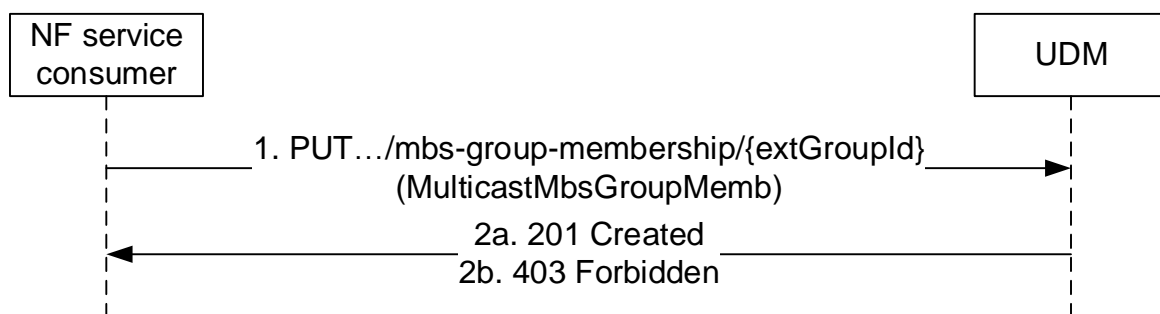 NF service
consumer
UDM
1. PUT…/mbs-group-membership/{extGroupId}
(MulticastMbsGroupMemb)
2a. 201 Created
2b. 403 Forbidden